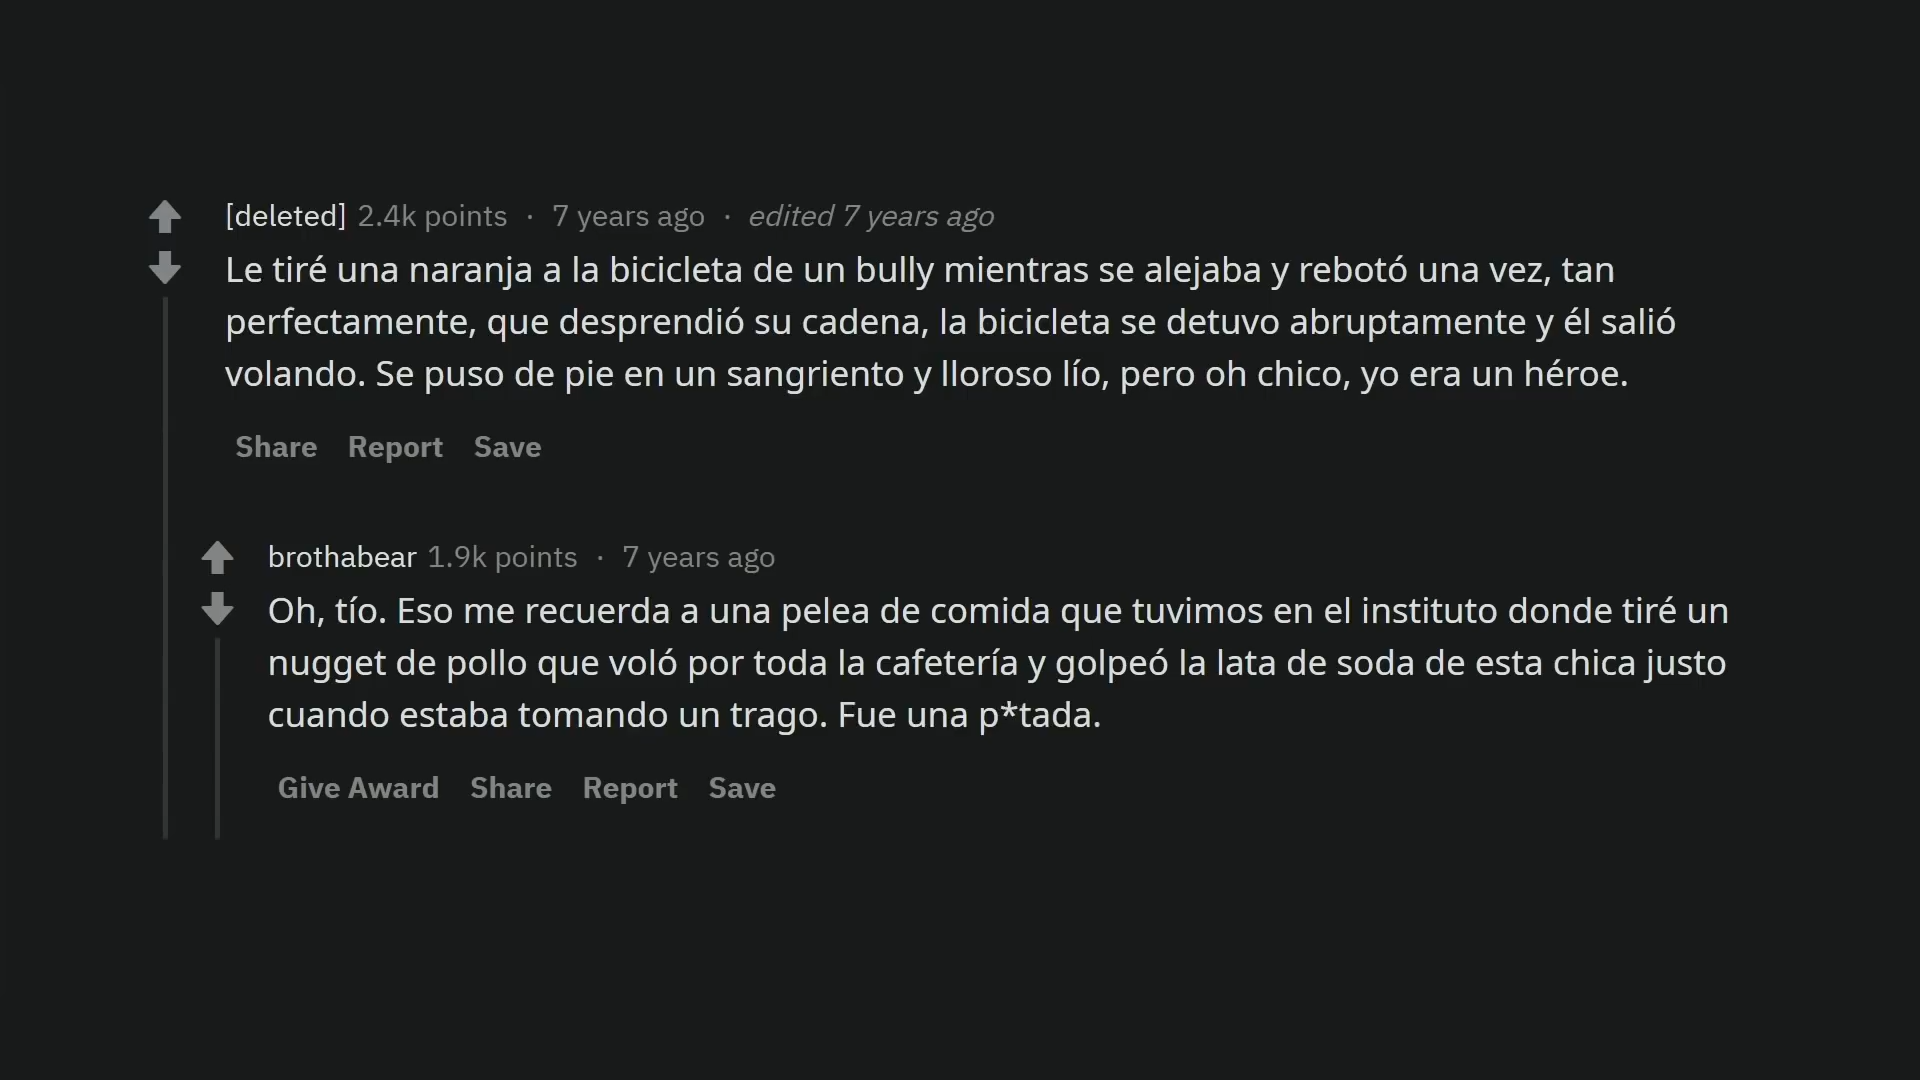 [deleted] 2.4k points · 7 years ago · edited 7 years ago
Le tiré una naranja a la bicicleta de un bully mientras se alejaba y rebotó una vez, tan
perfectamente, que desprendió su cadena, la bicicleta se detuvo abruptamente y él salió
volando. Se puso de pie en un sangriento y lloroso lío, pero oh chico, yo era un héroe.
Share Report Save
brothabear 1.9k points · 7 years ago
Oh, tío. Eso me recuerda a una pelea de comida que tuvimos en el instituto donde tiré un
nugget de pollo que voló por toda la cafetería y golpeó la lata de soda de esta chica justo
cuando estaba tomando un trago. Fue una p*tada.
Give Award Share Report Save